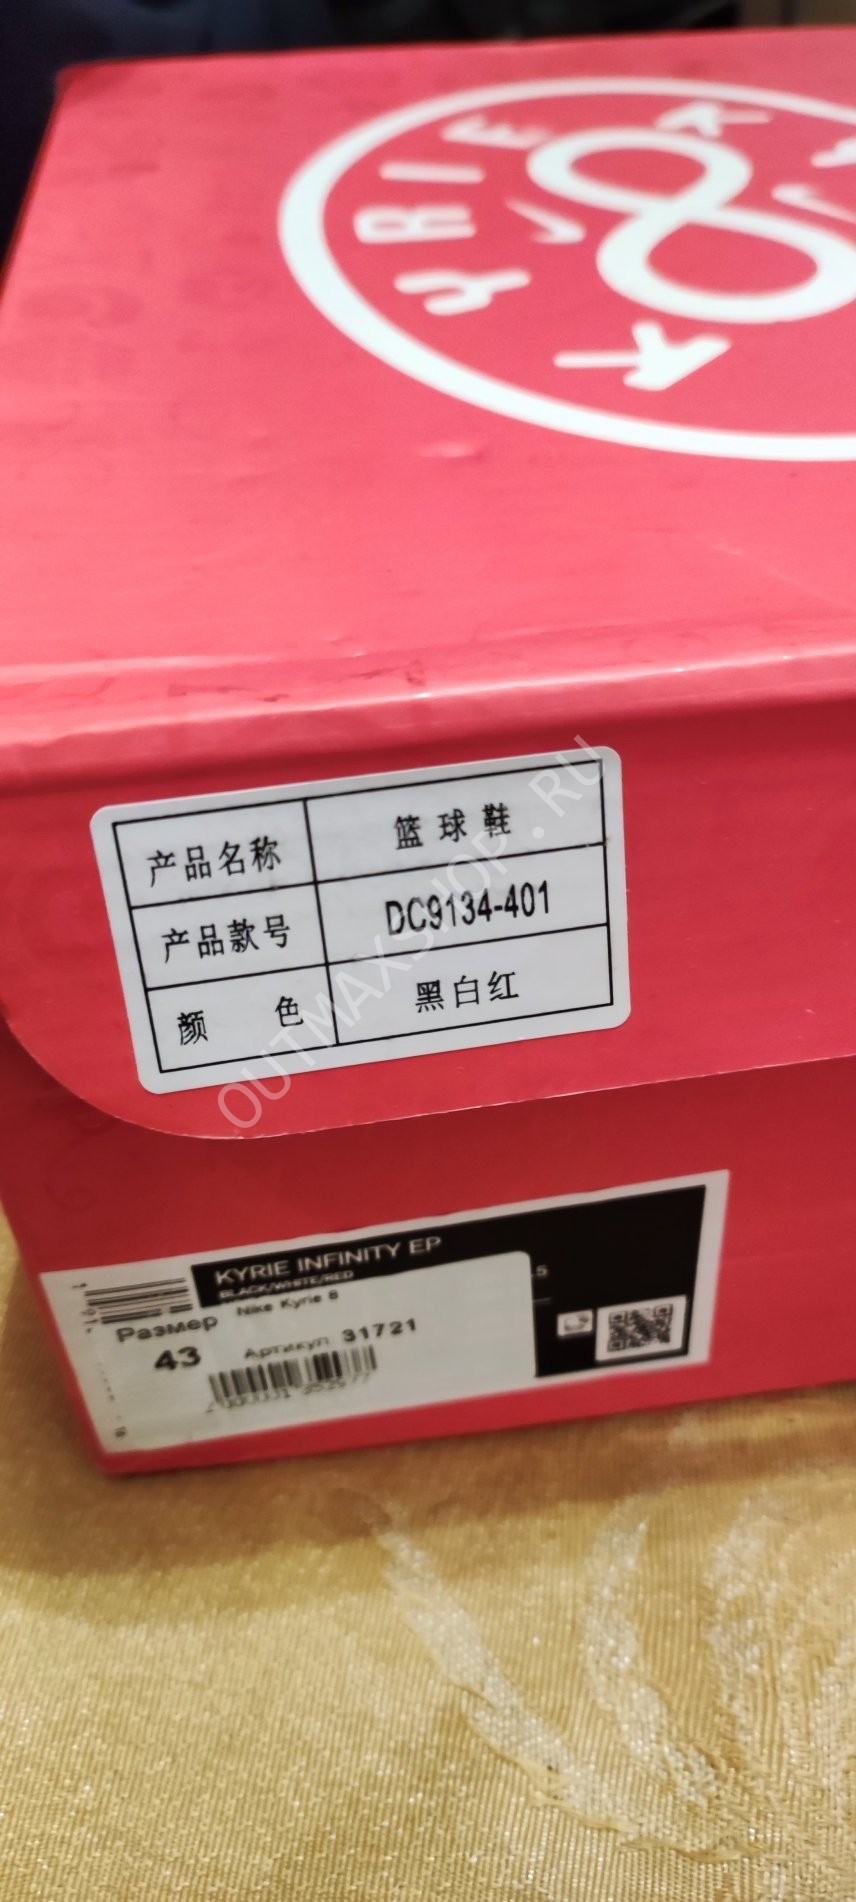 KYRIE
K
产品名称 篮球鞋
产品款号 DC9134-401
颜 色 黑白红
OUTMAXSHOP.RU
KYRIE INFINITY EP
BLACK/WHITE/RED
Nike Kyrie 8
.5
Размер
43
Артикул 31721